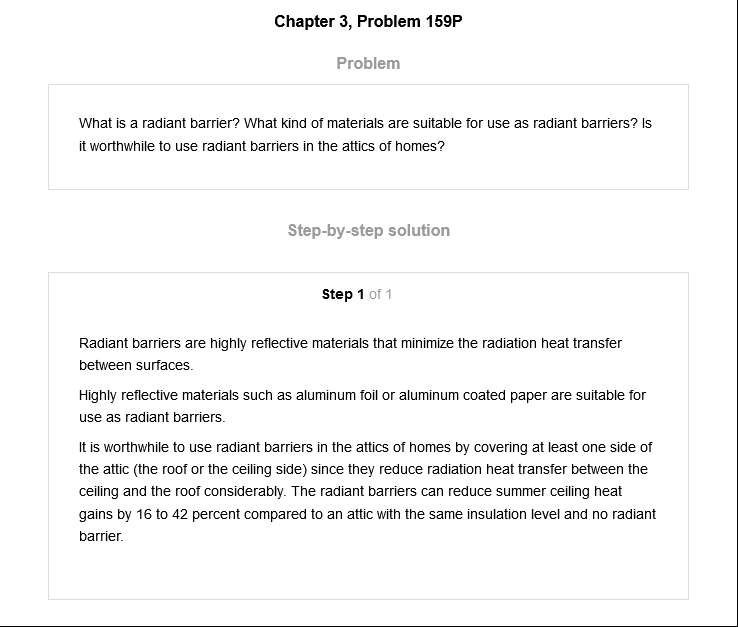 Chapter 3, Problem 159P
Problem
What is a radiant barrier? What kind of materials are suitable for use as radiant barriers? Is
it worthwhile to use radiant barriers in the attics of homes?
Step-by-step solution
Step 1 of 1
Radiant barriers are highly reflective materials that minimize the radiation heat transfer
between surfaces.
Highly reflective materials such as aluminum foil or aluminum coated paper are suitable for
use as radiant barriers.
It is worthwhile to use radiant barriers in the attics of homes by covering at least one side of
the attic (the roof or the ceiling side) since they reduce radiation heat transfer between the
ceiling and the roof considerably. The radiant barriers can reduce summer ceiling heat
gains by 16 to 42 percent compared to an attic with the same insulation level and no radiant
barrier.